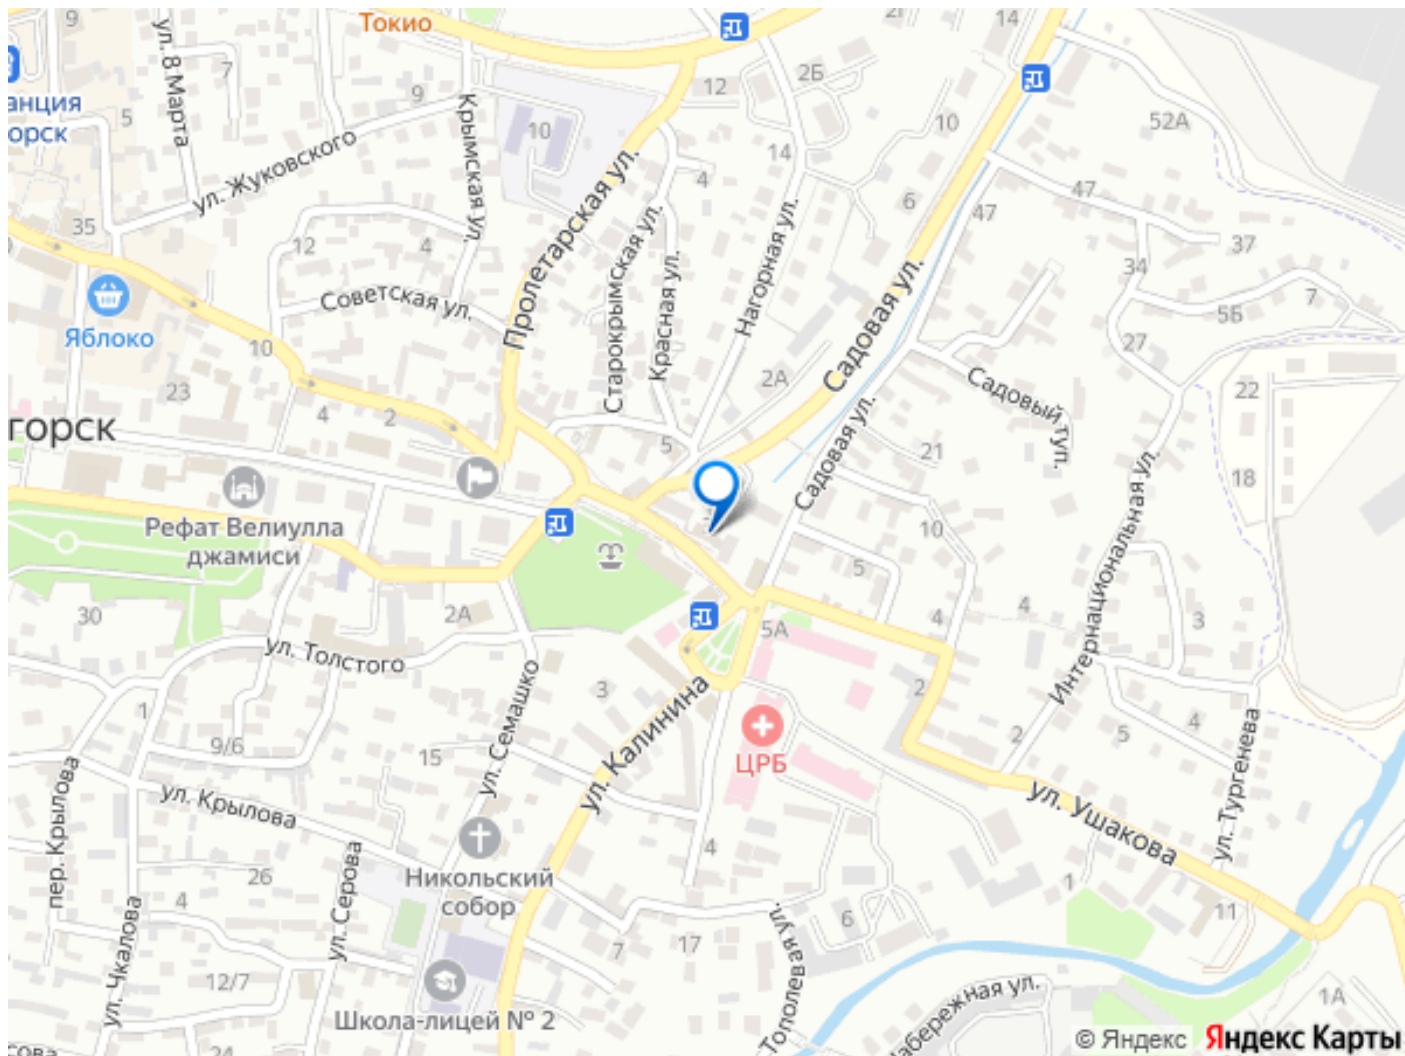 9
Токио
2Г
14
ул. 8 Марта
7
9
12
2Б
анция
орск
5
Крымская ул.
10
10
52А
ул. Жуковского
14
4
47
6
47
35
12
4
Пролетарская ул.
Старокрымская ул.
Красная ул.
Нагорная ул.
37
34
Советская ул.
Садовая ул.
7
5Б
Яблоко
10
27
23
2А
Садовый туп.
22
4
2
горск
5
21
Садовая ул.
18
Рефат Велиулла
джамиси
10
5
Интернациональная ул.
30
2А
4
4
3
5А
ул. Толстого
ул. Семашко
3
2
1
9/6
15
ул. Калинина
2
5
4
ул. Тургенева
ЦРБ
пер. Крылова
ул. Крылова
ул. Ушакова
4
ул. Серова
26
Никольский
собор
1
4
ул. Чкалова
11
6
7
17
Тополевая ул.
12/7
Набережная ул.
1А
Школа-лицей № 2
24
сова
© Яндекс Яндекс Карты